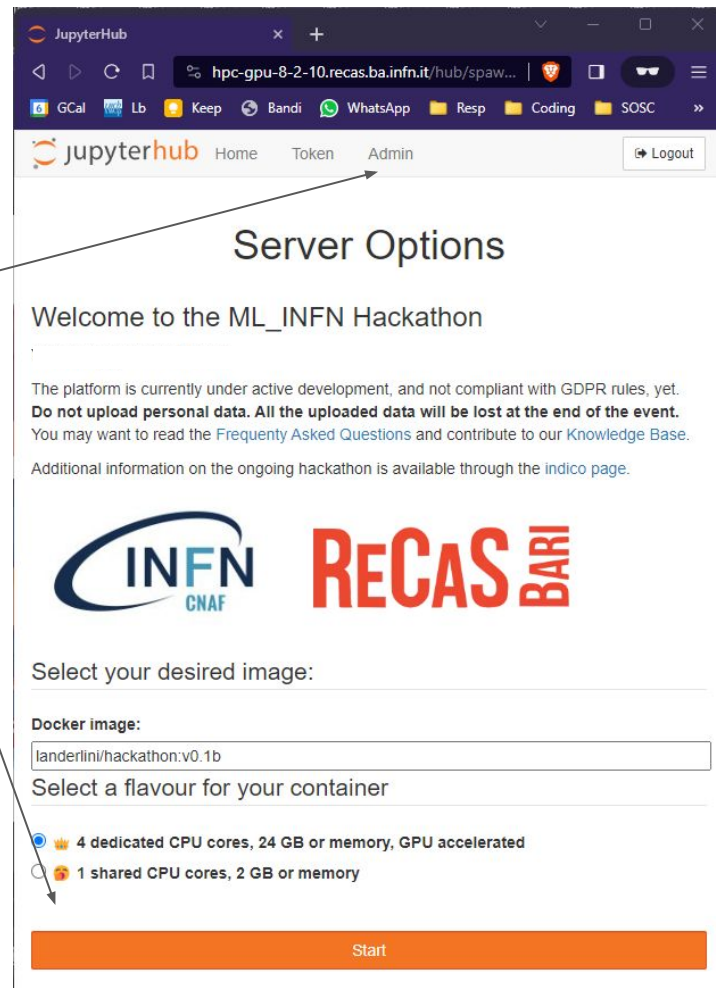 JupyterHub
hpc-gpu-8-2-10.recas.ba.infn.it/hub/spaw...
6 GCal Lb Keep Bandi WhatsApp Resp Coding SOSC »
jupyterhub Home Token Admin Logout
Server Options
Welcome to the ML_INFN Hackathon
The platform is currently under active development, and not compliant with GDPR rules, yet.
Do not upload personal data. All the uploaded data will be lost at the end of the event.
You may want to read the Frequenty Asked Questions and contribute to our Knowledge Base.
Additional information on the ongoing hackathon is available through the indico page.
INFN
CNAF
RECAS BARI
Select your desired image:
Docker image:
landerlini/hackathon:v0.1b
Select a flavour for your container
4 dedicated CPU cores, 24 GB or memory, GPU accelerated
1 shared CPU cores, 2 GB or memory
Start